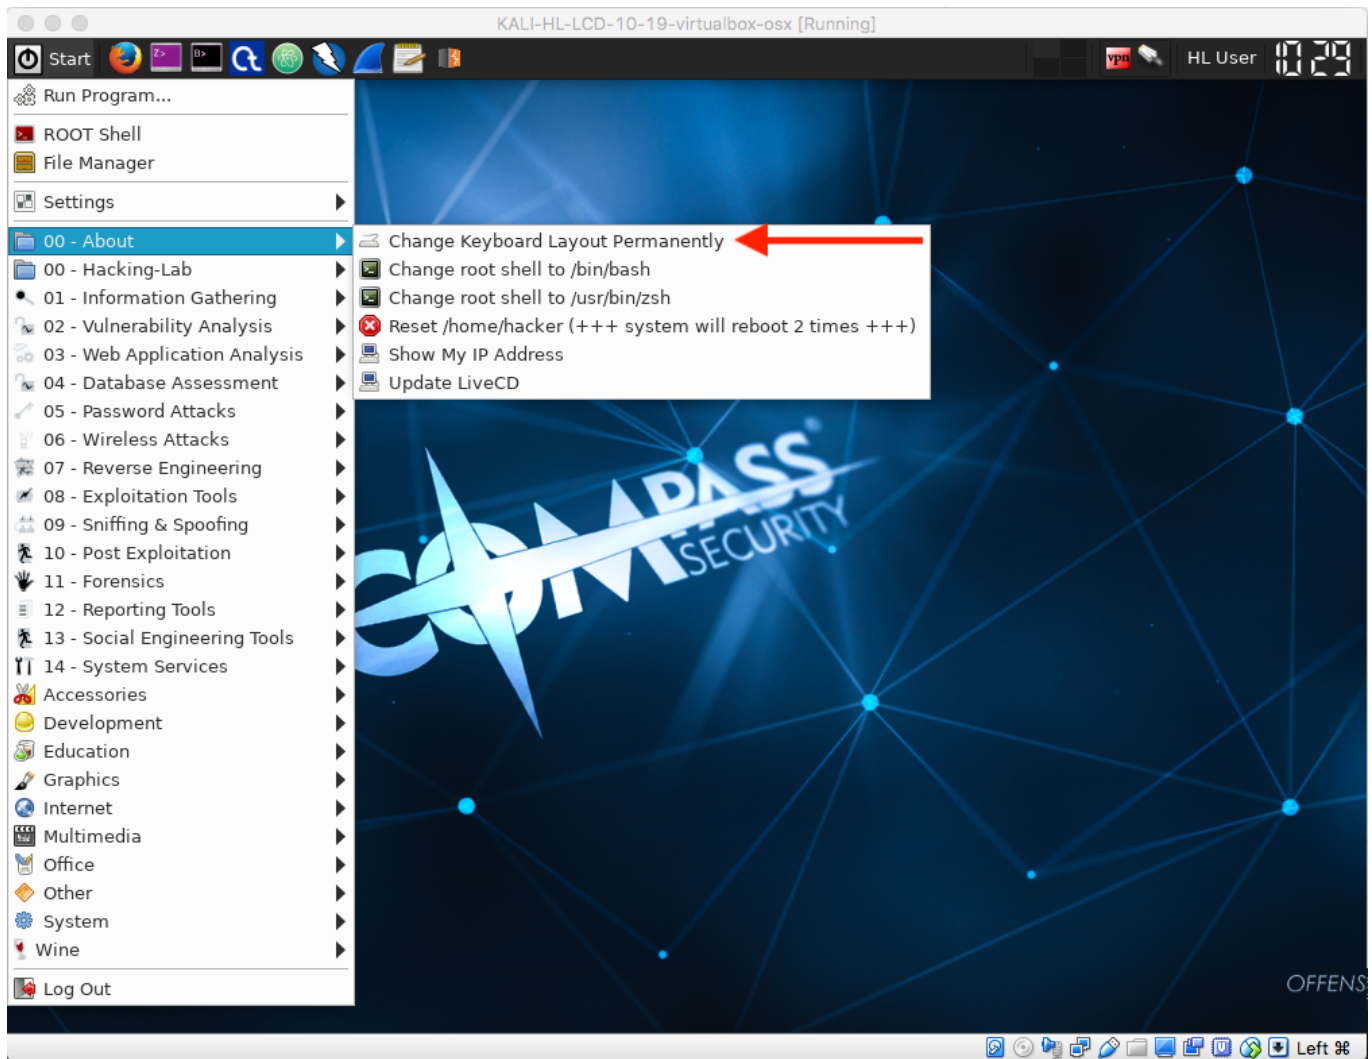 KALI-HL-LCD-10-19-virtualbox-osx [Running]
Start
Z>
B>
vpn
HL User
10 29
Run Program...
ROOT Shell
File Manager
Settings
00 - About
00 - Hacking-Lab
01 - Information Gathering
02 - Vulnerability Analysis
03 - Web Application Analysis
04 - Database Assessment
05 - Password Attacks
06 - Wireless Attacks
07 - Reverse Engineering
08 - Exploitation Tools
09 - Sniffing & Spoofing
10 - Post Exploitation
11 - Forensics
12 - Reporting Tools
13 - Social Engineering Tools
14 - System Services
Accessories
Development
Education
Graphics
Internet
Multimedia
Office
Other
System
Wine
Log Out
Change Keyboard Layout Permanently
Change root shell to /bin/bash
Change root shell to /usr/bin/zsh
Reset /home/hacker (+++ system will reboot 2 times +++)
Show My IP Address
Update LiveCD
COMPASS
SECURITY
OFFENS
Left ⌘